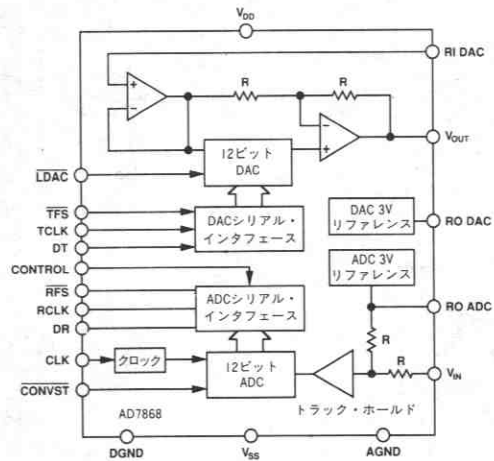 VDD
RI DAC
R
R
+
−
−
+
VOUT
12ビット
DAC
LDAC
TFS
TCLK
DT
DACシリアル・
インタフェース
DAC 3V
リファレンス
RO DAC
CONTROL
ADC 3V
リファレンス
RFS
RCLK
DR
ADCシリアル・
インタフェース
RO ADC
R
R
CLK
クロック
12ビット
ADC
VIN
CONVST
トラック・ホールド
AD7868
DGND
VSS
AGND